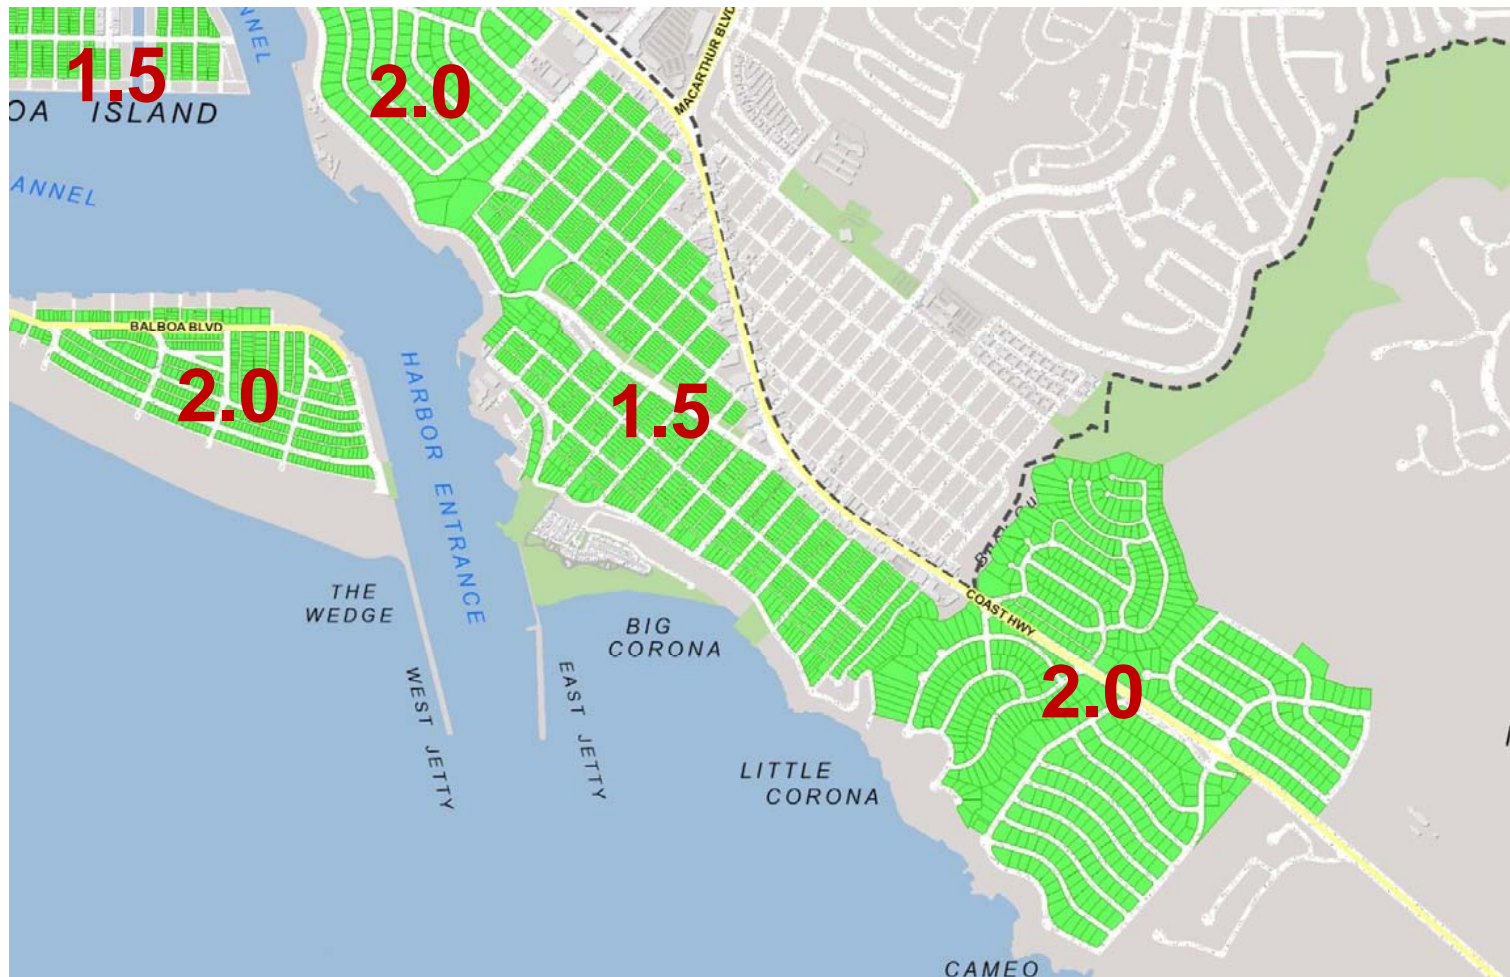 NNEL
1.5
2.0
MACARTHUR BLVD
OA ISLAND
ANNEL
BALBOA BLVD
2.0
HARBOR ENTRANCE
1.5
THE
WEDGE
BIG
CORONA
COAST HWY
WEST JETTY
EAST JETTY
2.0
LITTLE
CORONA
CAMEO